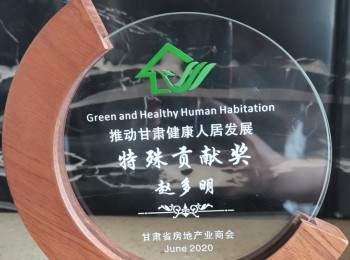 Green and Healthy Human Habitation
推动甘肃健康人居发展
特殊贡献奖
赵多明
甘肃省房地产业商会
June 2020